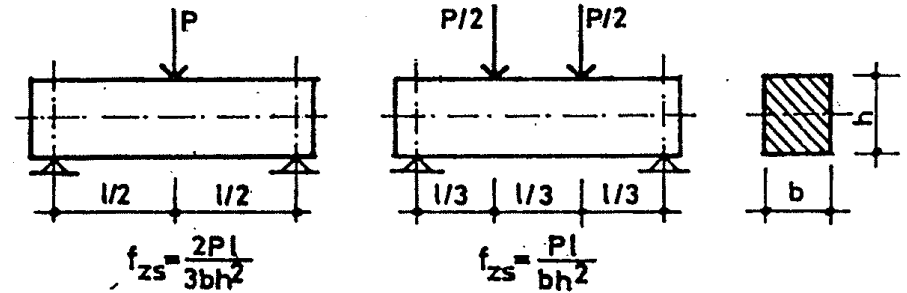 P
P/2 P/2
h
l/2 l/2
l/3 l/3 l/3
b
f_zs = 2Pl / 3bh²
f_zs = Pl / bh²